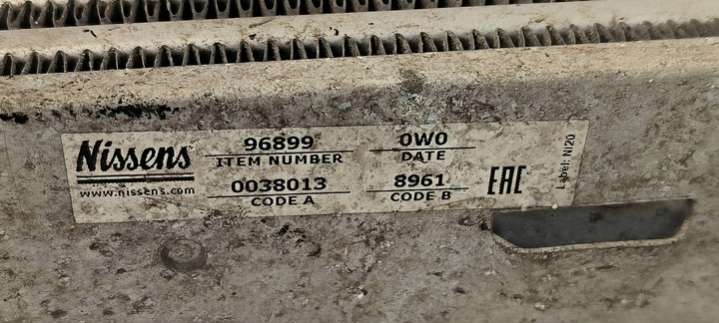 Nissens
www.nissens.com
96899
ITEM NUMBER
0W0
DATE
0038013
CODE A
8961
CODE B
EAC
Label: NI20